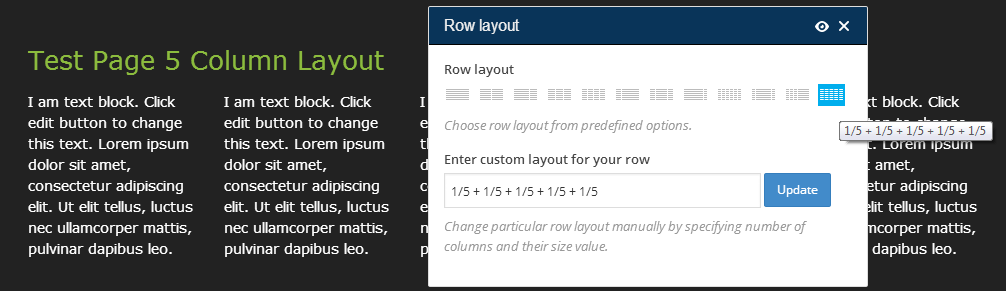 Test Page 5 Column Layout
I am text block. Click
edit button to change
this text. Lorem ipsum
dolor sit amet,
consectetur adipiscing
elit. Ut elit tellus, luctus
nec ullamcorper mattis,
pulvinar dapibus leo.
I am text block. Click
edit button to change
this text. Lorem ipsum
dolor sit amet,
consectetur adipiscing
elit. Ut elit tellus, luctus
nec ullamcorper mattis,
pulvinar dapibus leo.
Row layout
Row layout
Choose row layout from predefined options.
1/5 + 1/5 + 1/5 + 1/5 + 1/5
Enter custom layout for your row
1/5 + 1/5 + 1/5 + 1/5 + 1/5
Update
Change particular row layout manually by specifying number of
columns and their size value.
block. Click
Lorem ipsum
dolor sit amet,
consectetur adipiscing
elit. Ut elit tellus, luctus
nec ullamcorper mattis,
pulvinar dapibus leo.